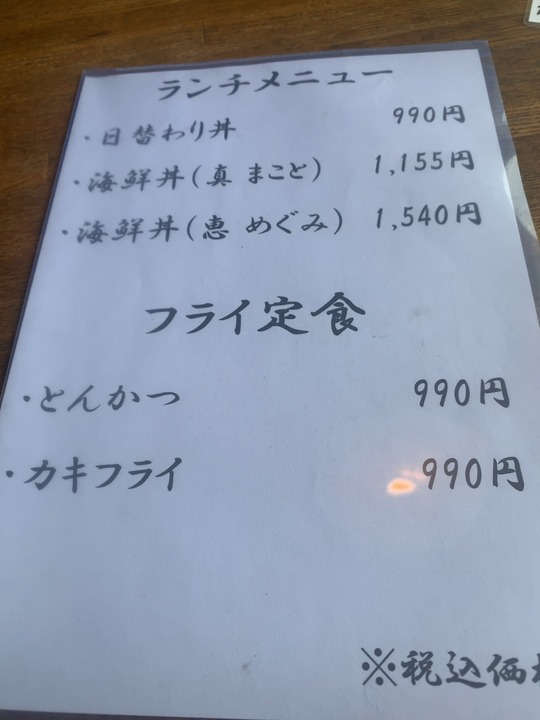 ランチメニュー
・日替わり丼 990円
・海鮮丼(真 まこと) 1,155円
・海鮮丼(恵 めぐみ) 1,540円
フライ定食
・とんかつ 990円
・カキフライ 990円
※税込価